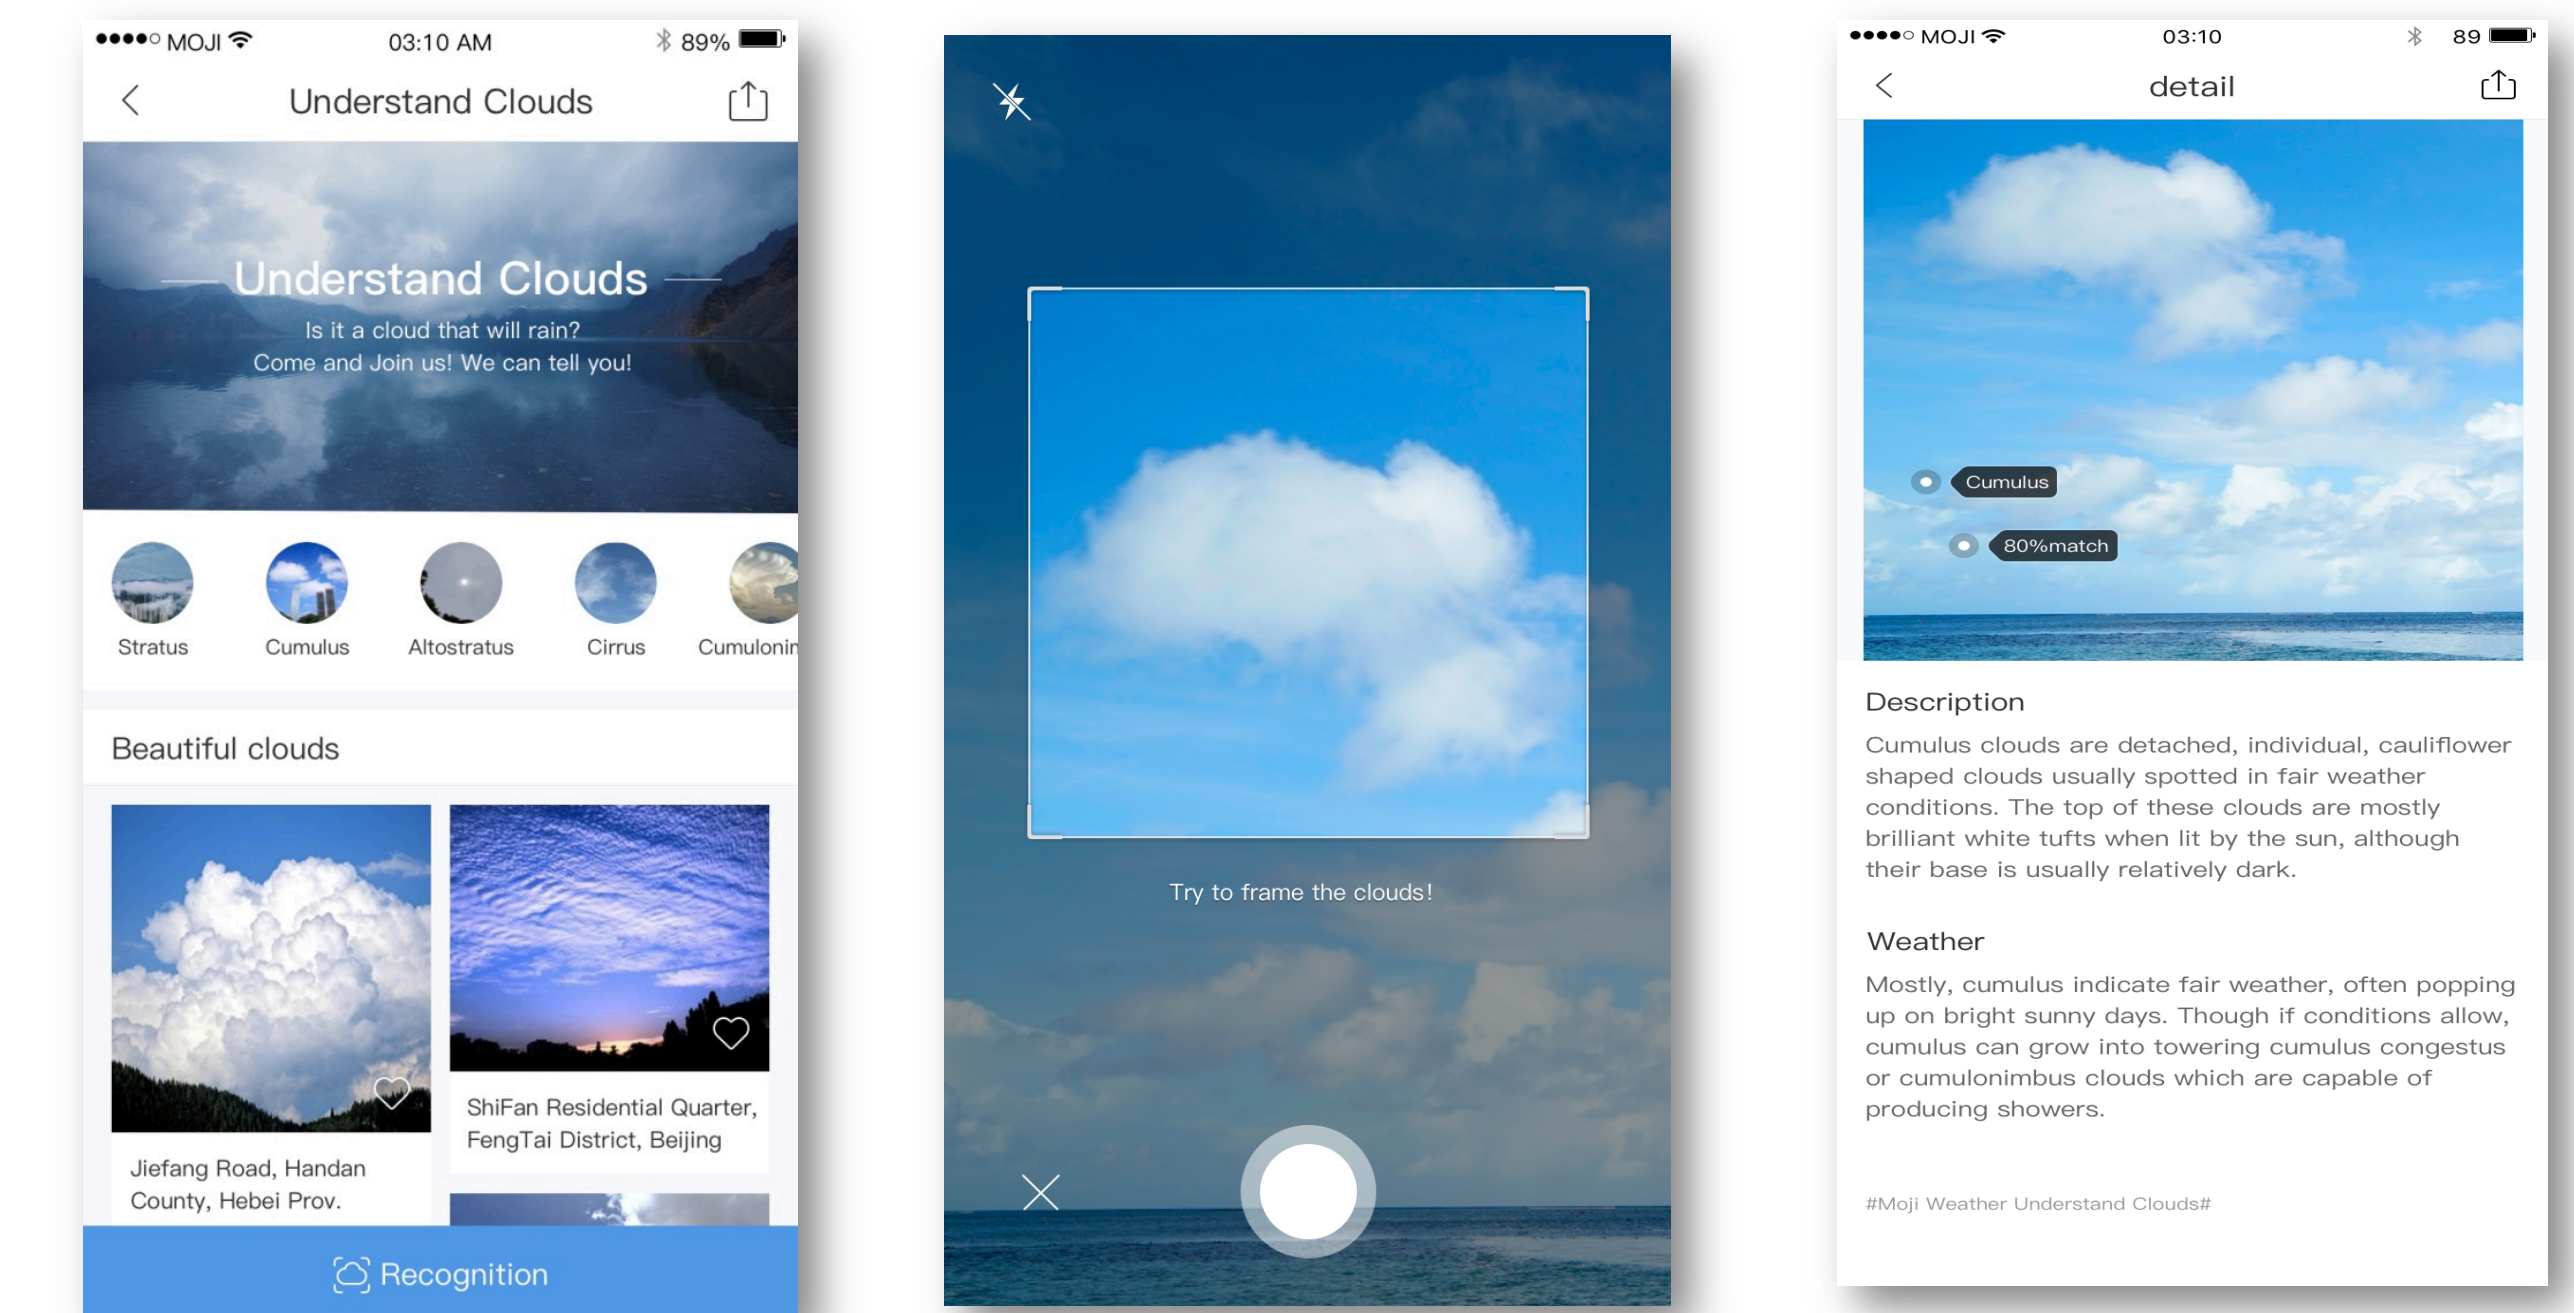 MOJI 03:10 AM 89%
Understand Clouds
Understand Clouds
Is it a cloud that will rain?
Come and Join us! We can tell you!
Stratus Cumulus Altostratus Cirrus Cumulonim
Beautiful clouds
Jiefang Road, Handan
County, Hebei Prov.
ShiFan Residential Quarter,
FengTai District, Beijing
Recognition
Try to frame the clouds!
MOJI 03:10 89
detail
Cumulus
80%match
Description
Cumulus clouds are detached, individual, cauliflower
shaped clouds usually spotted in fair weather
conditions. The top of these clouds are mostly
brilliant white tufts when lit by the sun, although
their base is usually relatively dark.
Weather
Mostly, cumulus indicate fair weather, often popping
up on bright sunny days. Though if conditions allow,
cumulus can grow into towering cumulus congestus
or cumulonimbus clouds which are capable of
producing showers.
#Moji Weather Understand Clouds#